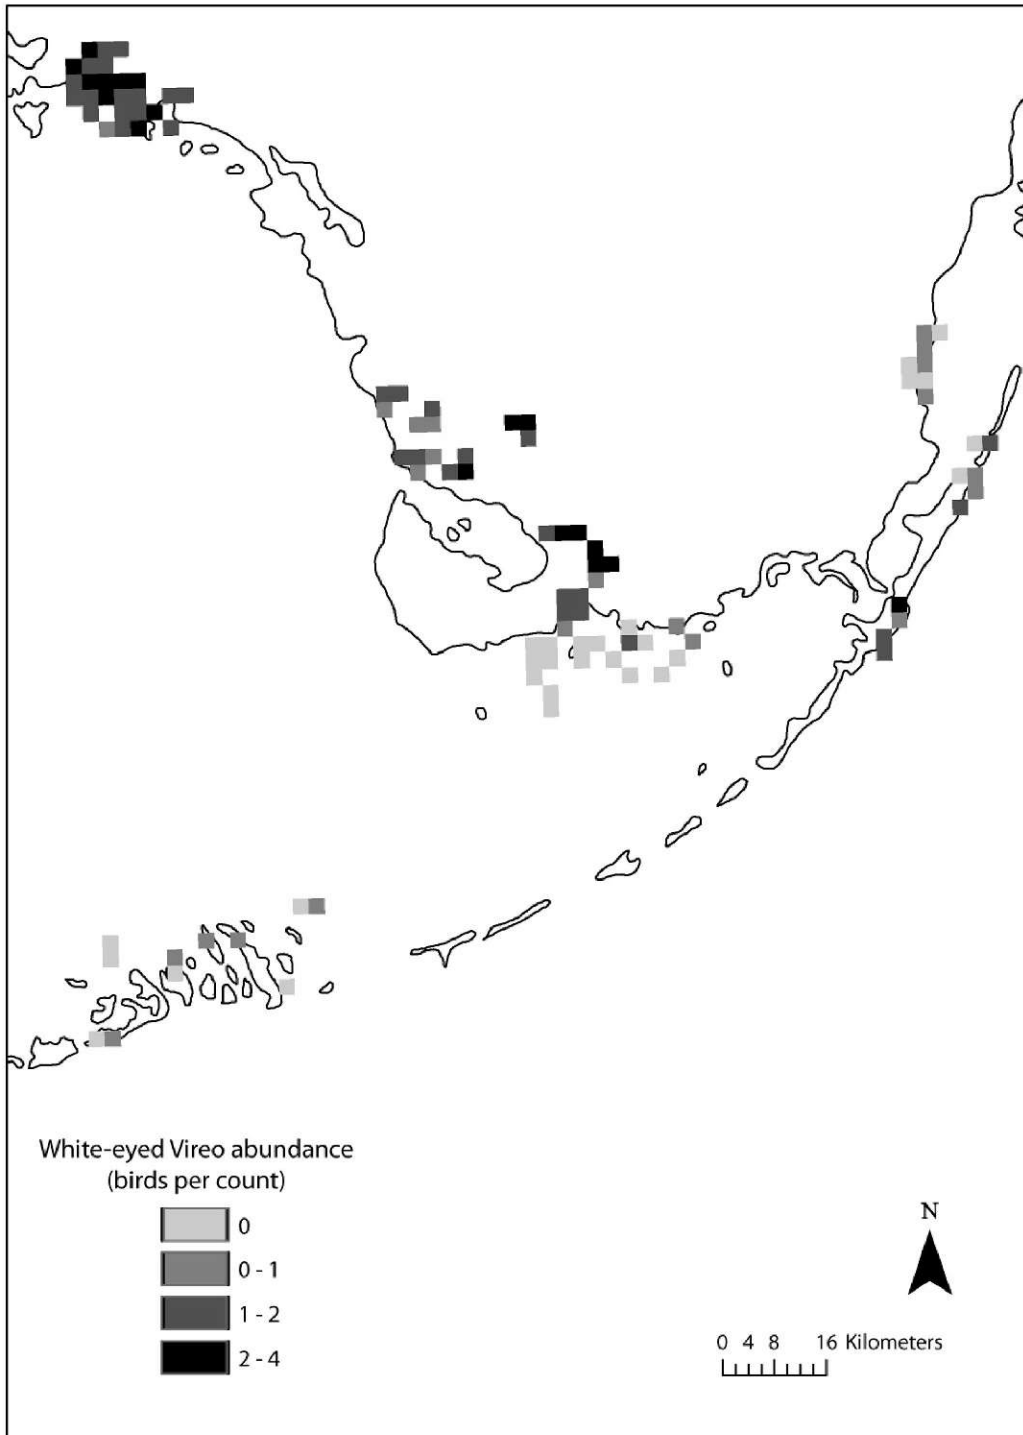 White-eyed Vireo abundance
(birds per count)
0
0 - 1
1 - 2
2 - 4
N
0 4 8 16 Kilometers